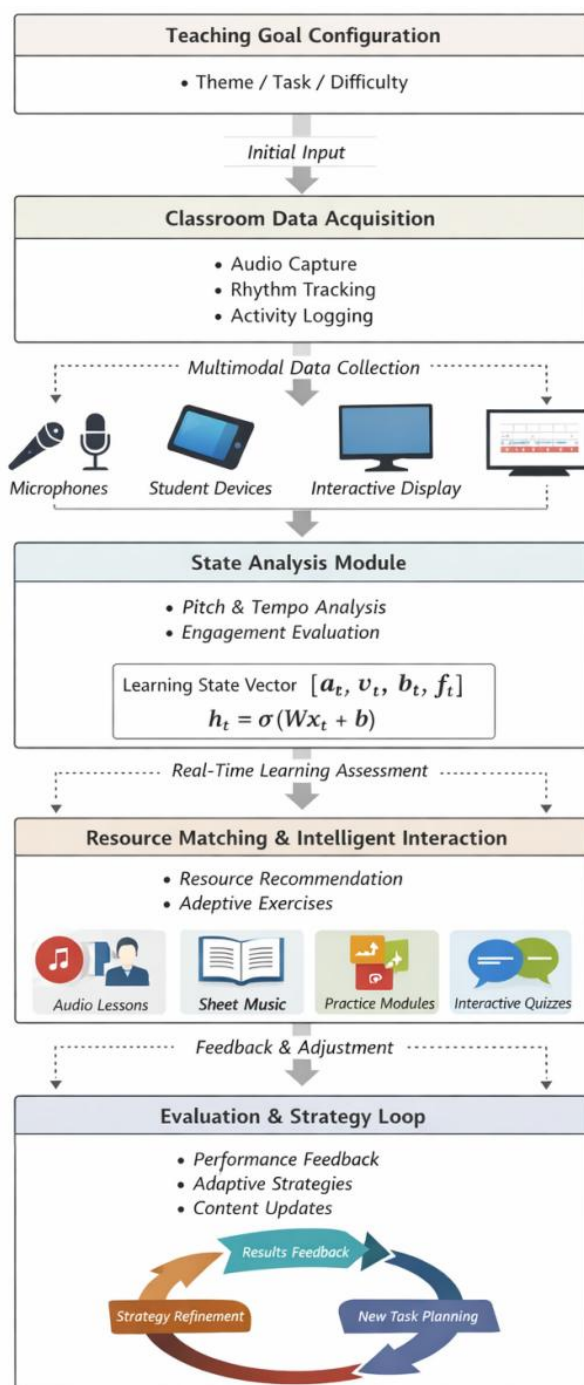 Teaching Goal Configuration
• Theme / Task / Difficulty
Initial Input
Classroom Data Acquisition
• Audio Capture
• Rhythm Tracking
• Activity Logging
Multimodal Data Collection
Microphones Student Devices Interactive Display
State Analysis Module
• Pitch & Tempo Analysis
• Engagement Evaluation
Learning State Vector [a_t, v_t, b_t, f_t]
h_t = σ(Wx_t + b)
Real-Time Learning Assessment
Resource Matching & Intelligent Interaction
• Resource Recommendation
• Adeptive Exercises
Audio Lessons Sheet Music Practice Modules Interactive Quizzes
Feedback & Adjustment
Evaluation & Strategy Loop
• Performance Feedback
• Adaptive Strategies
• Content Updates
Results Feedback
Strategy Refinement New Task Planning